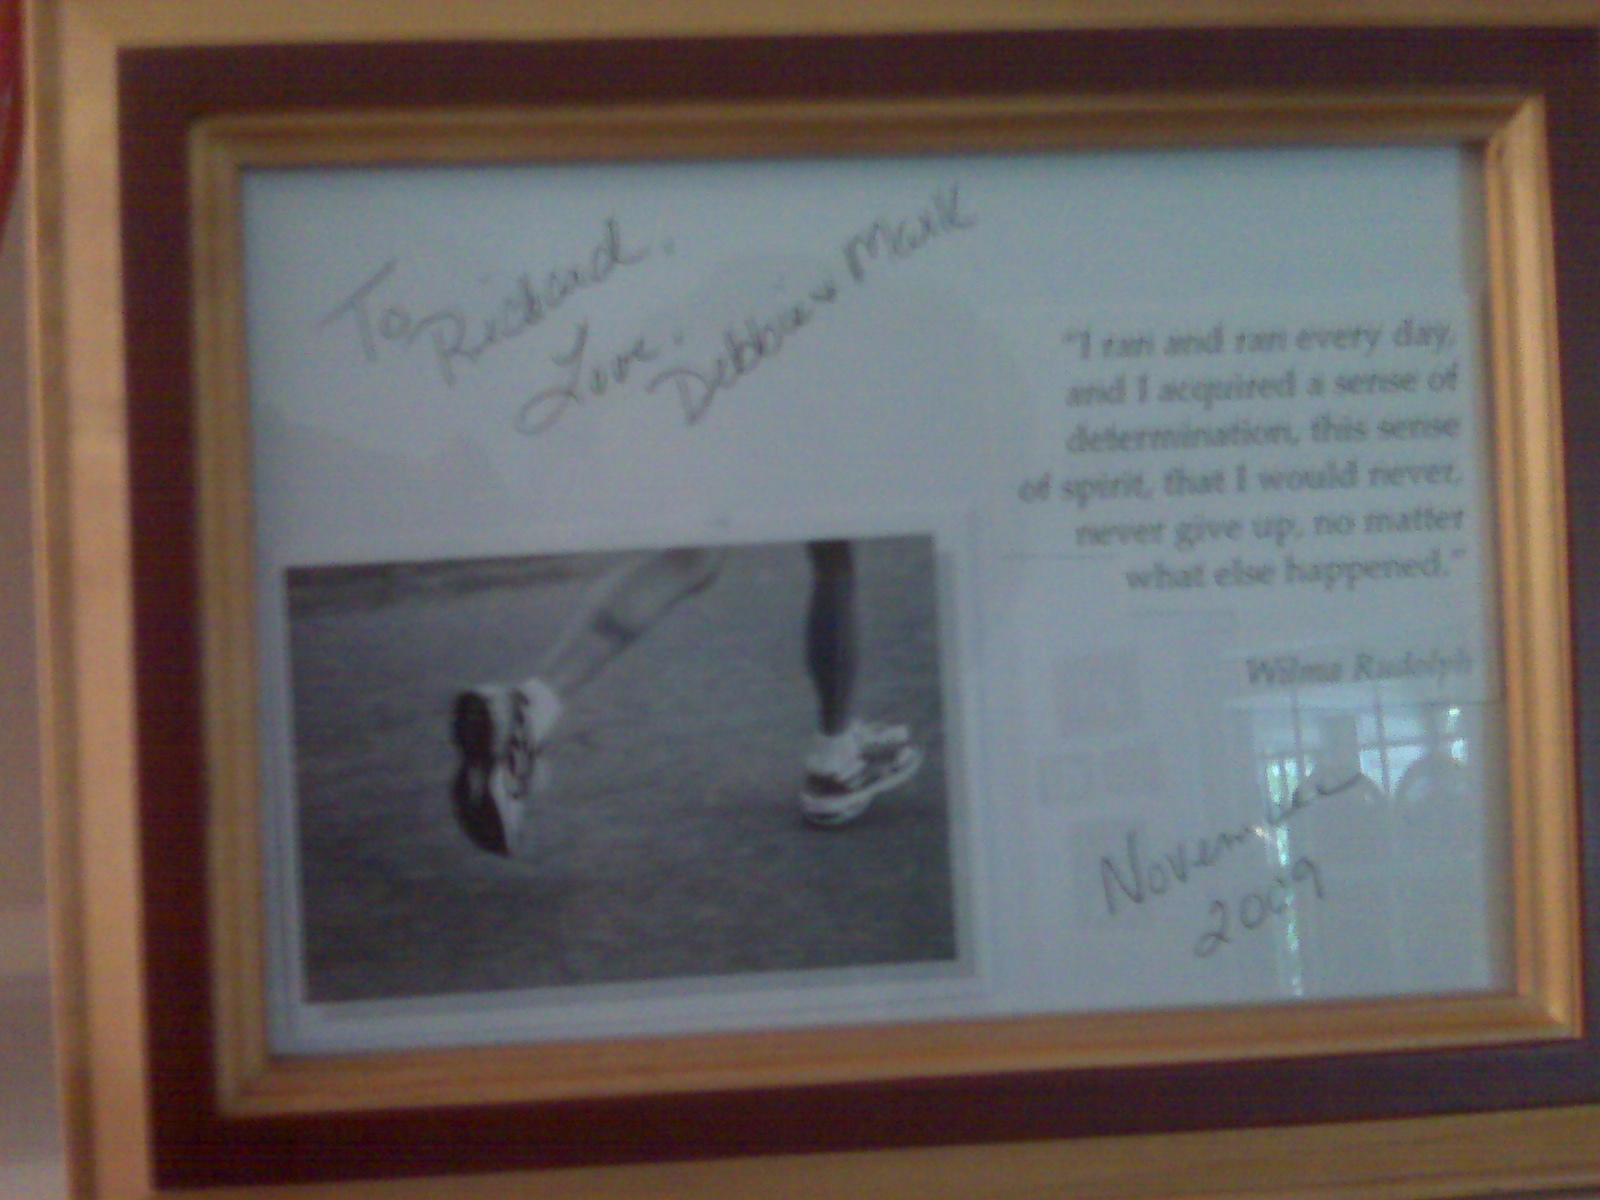 To Richard,
Love,
Debbie & Mark
"I ran and ran every day,
and I acquired a sense of
determination, this sense
of spirit, that I would never,
never give up, no matter
what else happened."
Wilma Rudolph
November
2009